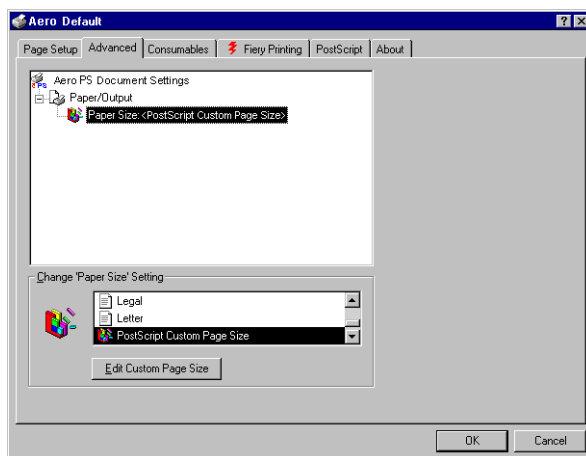 Aero Default
Page Setup Advanced Consumables Fiery Printing PostScript About
Aero PS Document Settings
Paper/Output
Paper Size: <PostScript Custom Page Size>
Change 'Paper Size' Setting
Legal
Letter
PostScript Custom Page Size
Edit Custom Page Size
OK Cancel